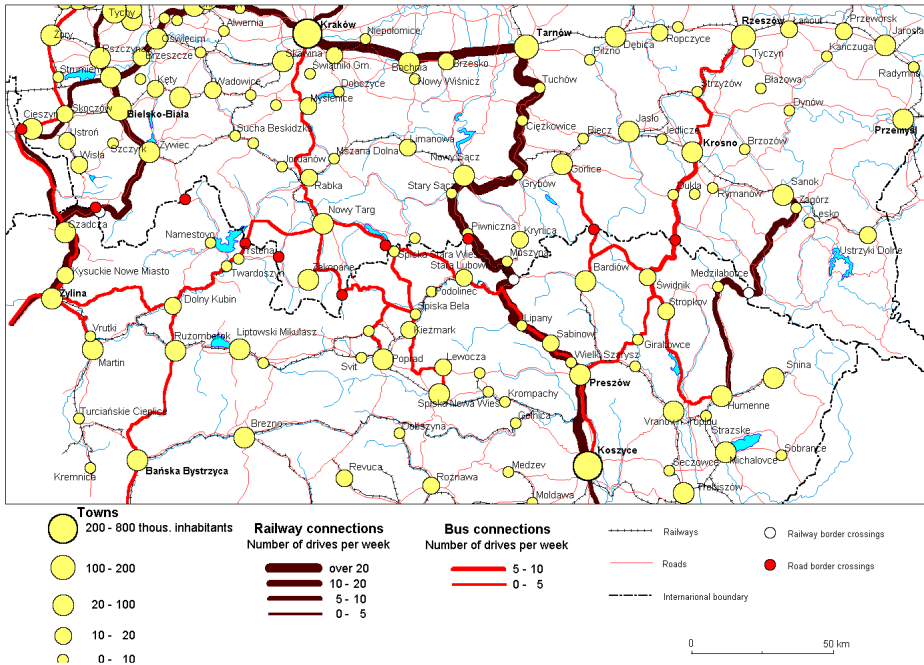 Tychy
Alwernia
Kraków
Niepołomice
Tarnów
Rzeszów
Łańcut
Przeworsk
Żory
Oświęcim
Pilzno
Dębica
Ropczyce
Jarosła
Pszczyna
Brzeszcze
Skawina
Świątniki Grn.
Bochnia
Brzesko
Tyczyn
Kańczuga
Radymno
Strumień
Kęty
Wadowice
Dobczyce
Nowy Wiśnicz
Tuchów
Strzyżów
Błażowa
Skoczów
Bielsko-Biała
Myślenice
Dynów
Cieszyn
Ciężkowice
Przemyśl
Ustroń
Szczyrk
Żywiec
Sucha Beskidzka
Limanowa
Biecz
Jasło
Jedlicze
Krosno
Brzozów
Wisła
Jordanów
Mszana Dolna
Nowy Sącz
Gorlice
Rabka
Stary Sącz
Grybów
Dukla
Rymanów
Sanok
Zagórz
Lesko
Szadcza
Nowy Targ
Piwniczna
Krynica
Ustrzyki Dolne
Namestovo
Trstena
Spiska Stara Wieś
Muszyna
Kysuckie Nowe Miasto
Twardoszyn
Zakopane
Stara Lubowl
Bardiów
Świdnik
Medzilaborce
Żylina
Dolny Kubin
Podolinec
Stropkov
Spiska Bela
Lipany
Vrutki
Ruzomberok
Liptowski Mikulasz
Kiezmark
Sabinow
Giraltowce
Martin
Svit
Poprad
Lewocza
Wielki Szarysz
Snina
Preszów
Turciańskie Cieplice
Spiska Nowa Wieś
Krompachy
Humenne
Brezno
Dobszyna
Gelnica
Vranov n. Topldu
Strazske
Kremnica
Bańska Bystrzyca
Revuca
Roznawa
Medzev
Koszyce
Seczowce
Michalovce
Sobrance
Moldawa
Trebiszów
Towns
200 - 800 thous. inhabitants
100 - 200
20 - 100
10 - 20
0 - 10
Railway connections
Number of drives per week
over 20
10 - 20
5 - 10
0 - 5
Bus connections
Number of drives per week
5 - 10
0 - 5
Railways
Roads
Internarional boundary
Railway border crossings
Road border crossings
0
50 km